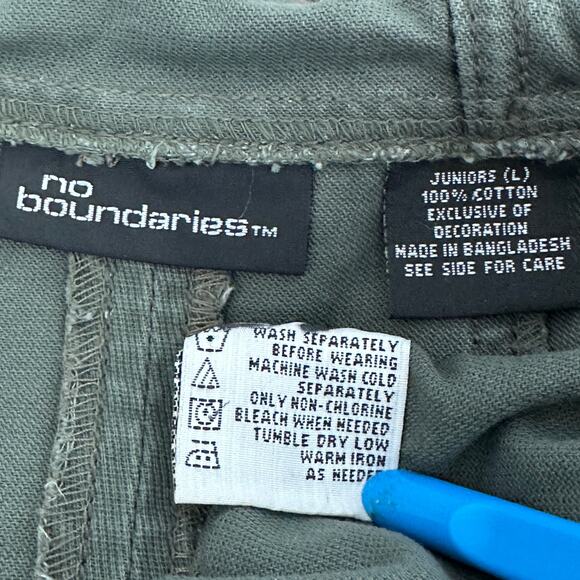 no
boundaries™
JUNIORS (L)
100% COTTON
EXCLUSIVE OF
DECORATION
MADE IN BANGLADESH
SEE SIDE FOR CARE
WASH SEPARATELY
BEFORE WEARING
MACHINE WASH COLD
SEPARATELY
ONLY NON-CHLORINE
BLEACH WHEN NEEDED
TUMBLE DRY LOW
WARM IRON
AS NEEDED